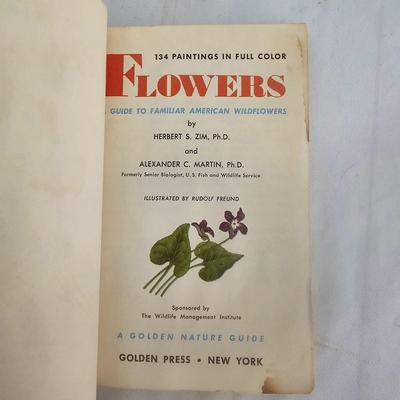 134 PAINTINGS IN FULL COLOR
FLOWERS
A GUIDE TO FAMILIAR AMERICAN WILDFLOWERS
by
HERBERT S. ZIM, Ph.D.
and
ALEXANDER C. MARTIN, Ph.D.
Formerly Senior Biologist, U.S. Fish and Wildlife Service
ILLUSTRATED BY RUDOLF FREUND
Sponsored by
The Wildlife Management Institute
A GOLDEN NATURE GUIDE
GOLDEN PRESS • NEW YORK